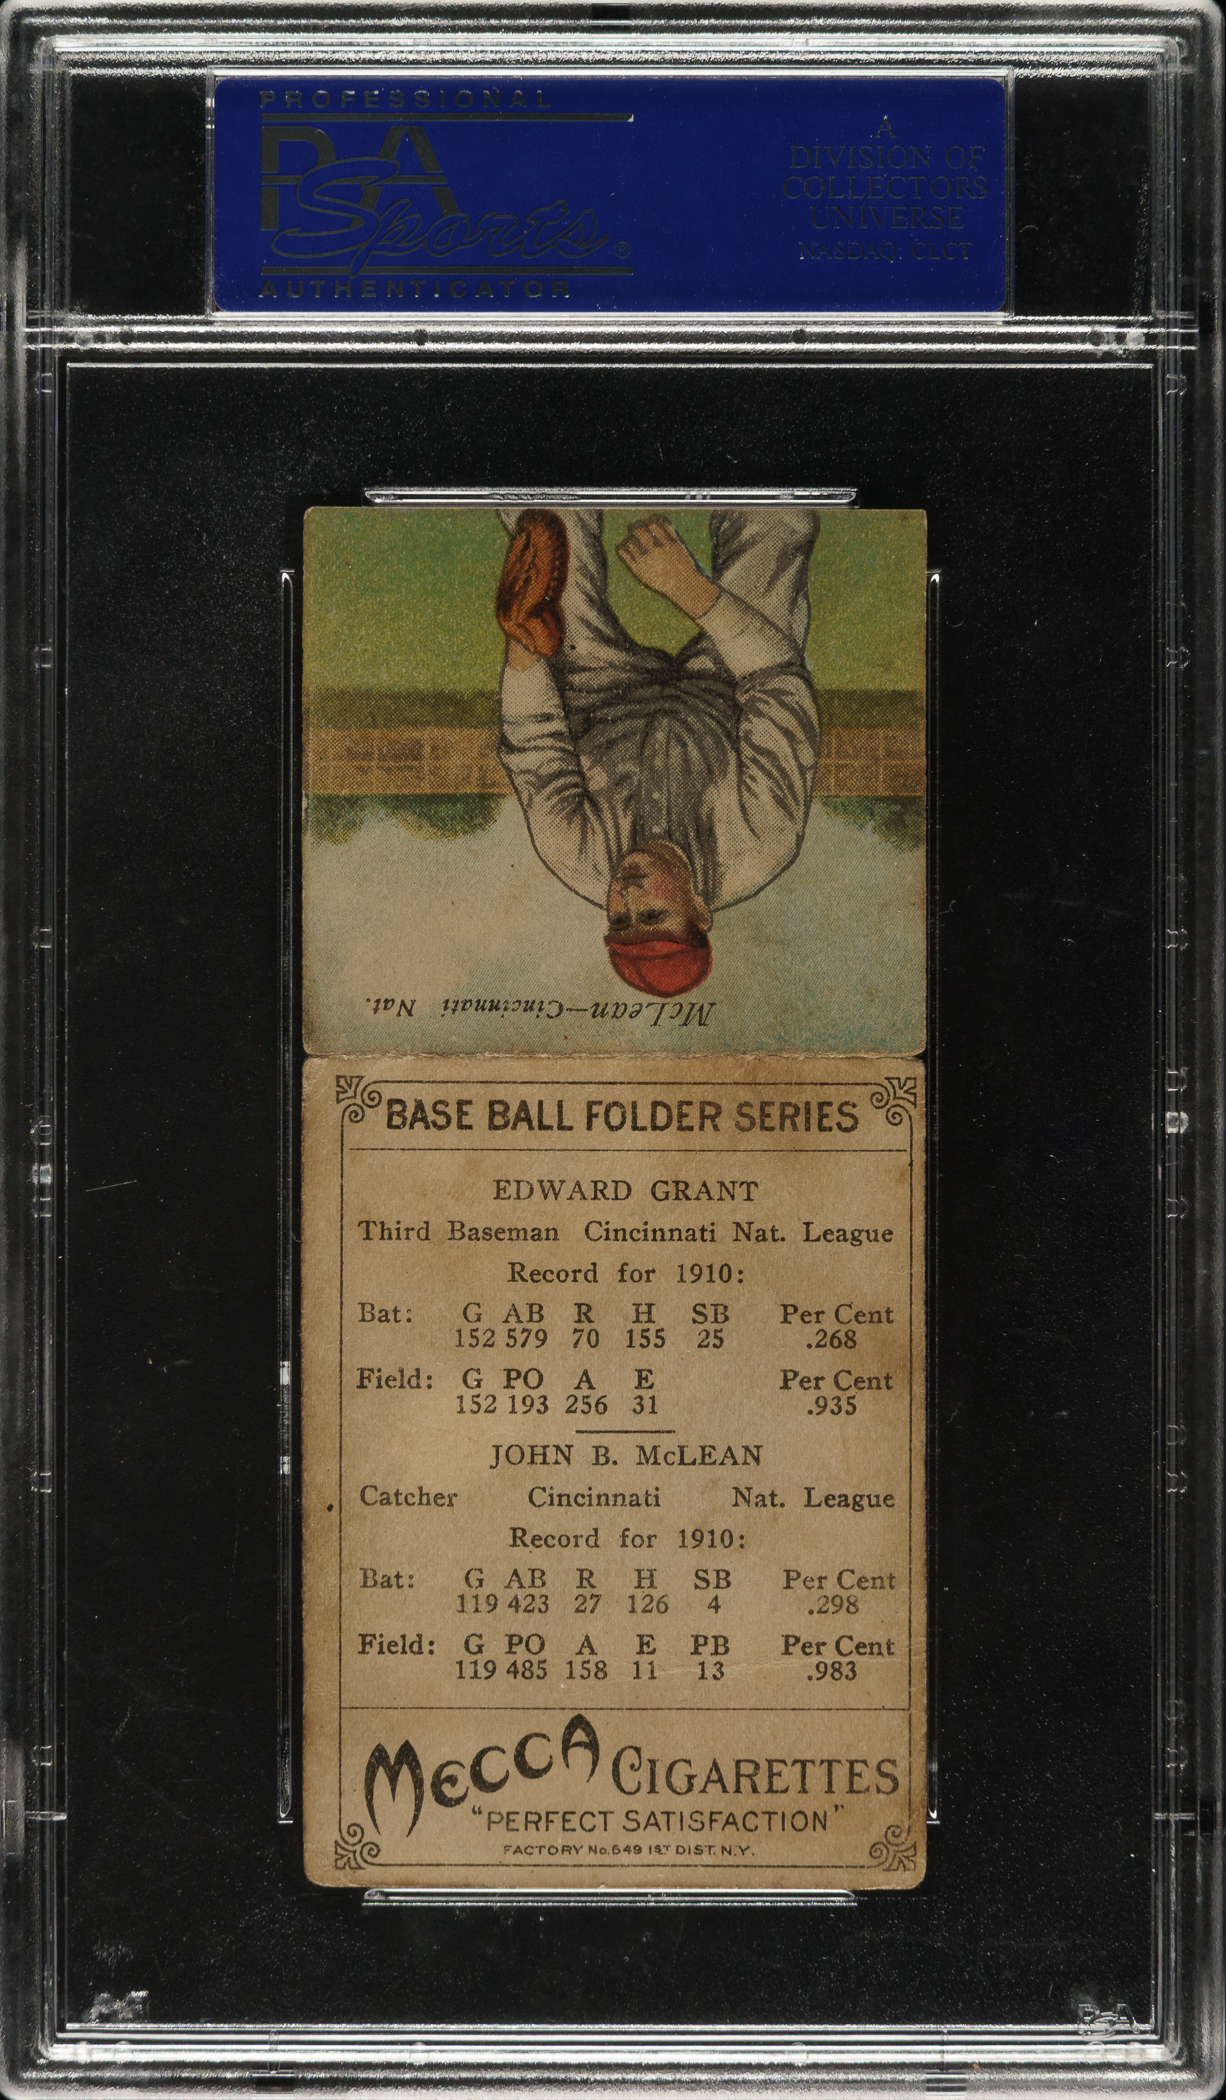 PROFESSIONAL
PSA
Sports®
AUTHENTICATOR
A
DIVISION OF
COLLECTORS
UNIVERSE
NASDAQ: CLCT
McLean—Cincinnati Nat.
BASE BALL FOLDER SERIES
EDWARD GRANT
Third Baseman Cincinnati Nat. League
Record for 1910:
Bat: G AB R H SB Per Cent
152 579 70 155 25 .268
Field: G PO A E Per Cent
152 193 256 31 .935
JOHN B. McLEAN
Catcher Cincinnati Nat. League
Record for 1910:
Bat: G AB R H SB Per Cent
119 423 27 126 4 .298
Field: G PO A E PB Per Cent
119 485 158 11 13 .983
MECCA CIGARETTES
"PERFECT SATISFACTION"
FACTORY No. 649 1ST DIST. N.Y.
PSA